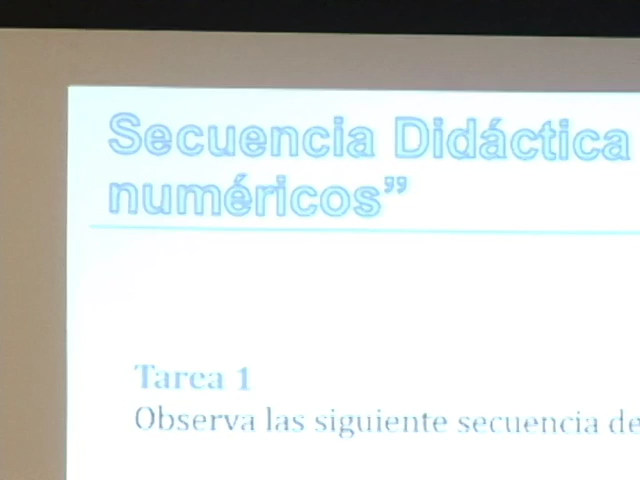 Secuencia Didáctica
numéricos”
Tarea 1
Observa las siguiente secuencia de